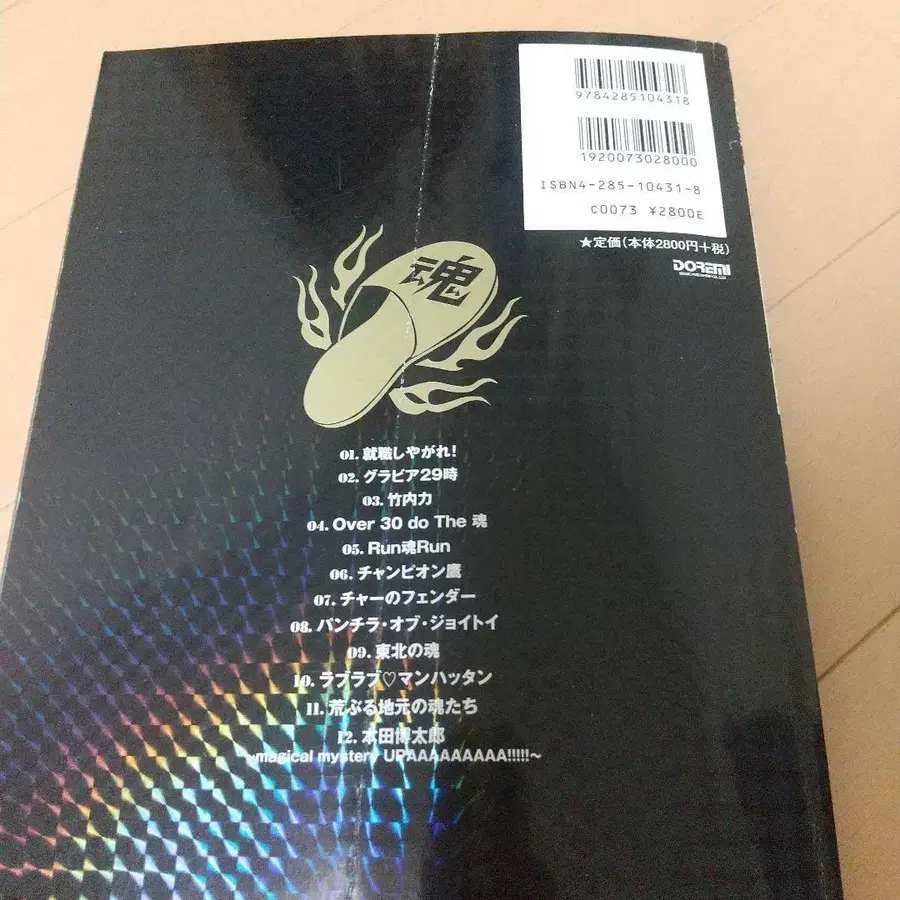 9784285104318
1920073028000
ISBN4-285-10431-8
C0073 ¥2800E
★定価(本体2800円+税)
DOREMI
魂
01. 就職しやがれ!
02. グラビア29時
03. 竹内力
04. Over 30 do The 魂
05. Run魂Run
06. チャンピオン鷹
07. チャーのフェンダー
08. パンチラ・オブ・ジョイトイ
09. 東北の魂
10. ラブラブ♡マンハッタン
11. 荒ぶる地元の魂たち
12. 本田博太郎
~magical mystery UPAAAAAAAAA!!!!!~